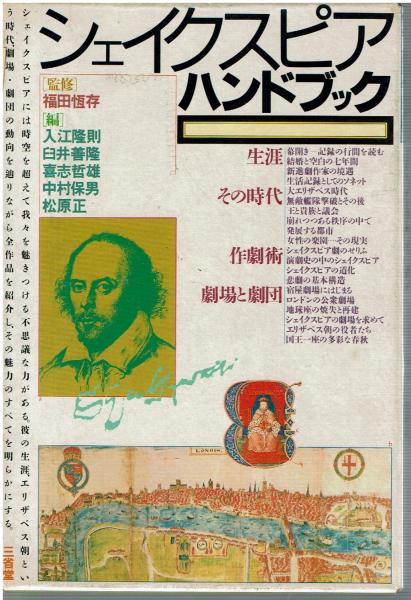 シェイクスピア
ハンドブック
[監修]
福田恆存
[編]
入江隆則
臼井善隆
喜志哲雄
中村保男
松原正
生涯
幕開き―記録の行間を読む
結婚と空白の七年間
新進劇作家の境遇
生活記録としてのソネット
その時代
大エリザベス時代
無敵艦隊撃破とその後
王と貴族と議会
崩れつつある秩序の中で
発展する都市
女性の楽園―その現実
作劇術
シェイクスピア劇のせりふ
演劇史の中のシェイクスピア
シェイクスピアの道化
悲劇の基本構造
劇場と劇団
宿屋劇場にはじまる
ロンドンの公衆劇場
地球座の焼失と再建
シェイクスピアの劇場を求めて
エリザベス朝の役者たち
国王一座の多彩な春秋
シェイクスピアには時空を超えて我々を魅きつける不思議な力がある。彼の生涯、エリザベス朝とい
う時代、劇場・劇団の動向を辿りながら全作品を紹介し、その魅力のすべてを明らかにする。
三省堂
LONDON